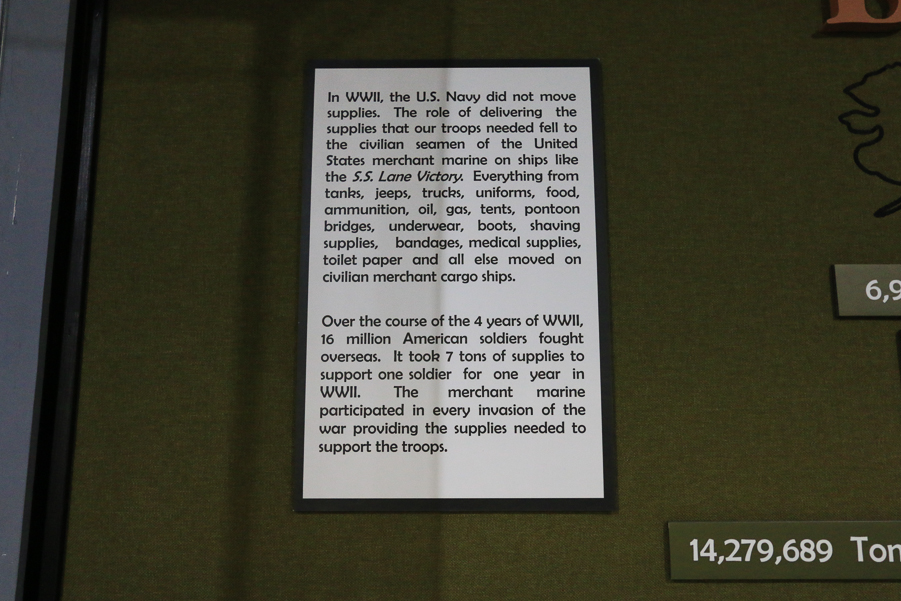 In WWII, the U.S. Navy did not move
supplies. The role of delivering the
supplies that our troops needed fell to
the civilian seamen of the United
States merchant marine on ships like
the S.S. Lane Victory. Everything from
tanks, jeeps, trucks, uniforms, food,
ammunition, oil, gas, tents, pontoon
bridges, underwear, boots, shaving
supplies, bandages, medical supplies,
toilet paper and all else moved on
civilian merchant cargo ships.
Over the course of the 4 years of WWII,
16 million American soldiers fought
overseas. It took 7 tons of supplies to
support one soldier for one year in
WWII. The merchant marine
participated in every invasion of the
war providing the supplies needed to
support the troops.
6,9
14,279,689 Ton